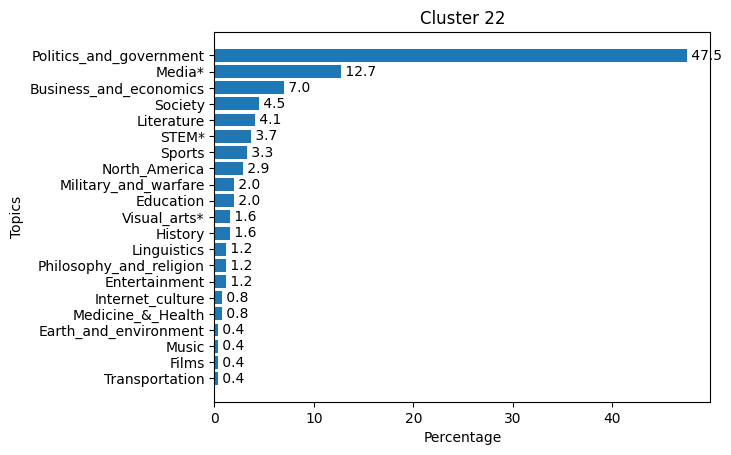 Cluster 22
Politics_and_government 47.5
Media* 12.7
Business_and_economics 7.0
Society 4.5
Literature 4.1
STEM* 3.7
Sports 3.3
North_America 2.9
Military_and_warfare 2.0
Education 2.0
Visual_arts* 1.6
History 1.6
Linguistics 1.2
Philosophy_and_religion 1.2
Entertainment 1.2
Internet_culture 0.8
Medicine_&_Health 0.8
Earth_and_environment 0.4
Music 0.4
Films 0.4
Transportation 0.4
Topics
0 10 20 30 40
Percentage